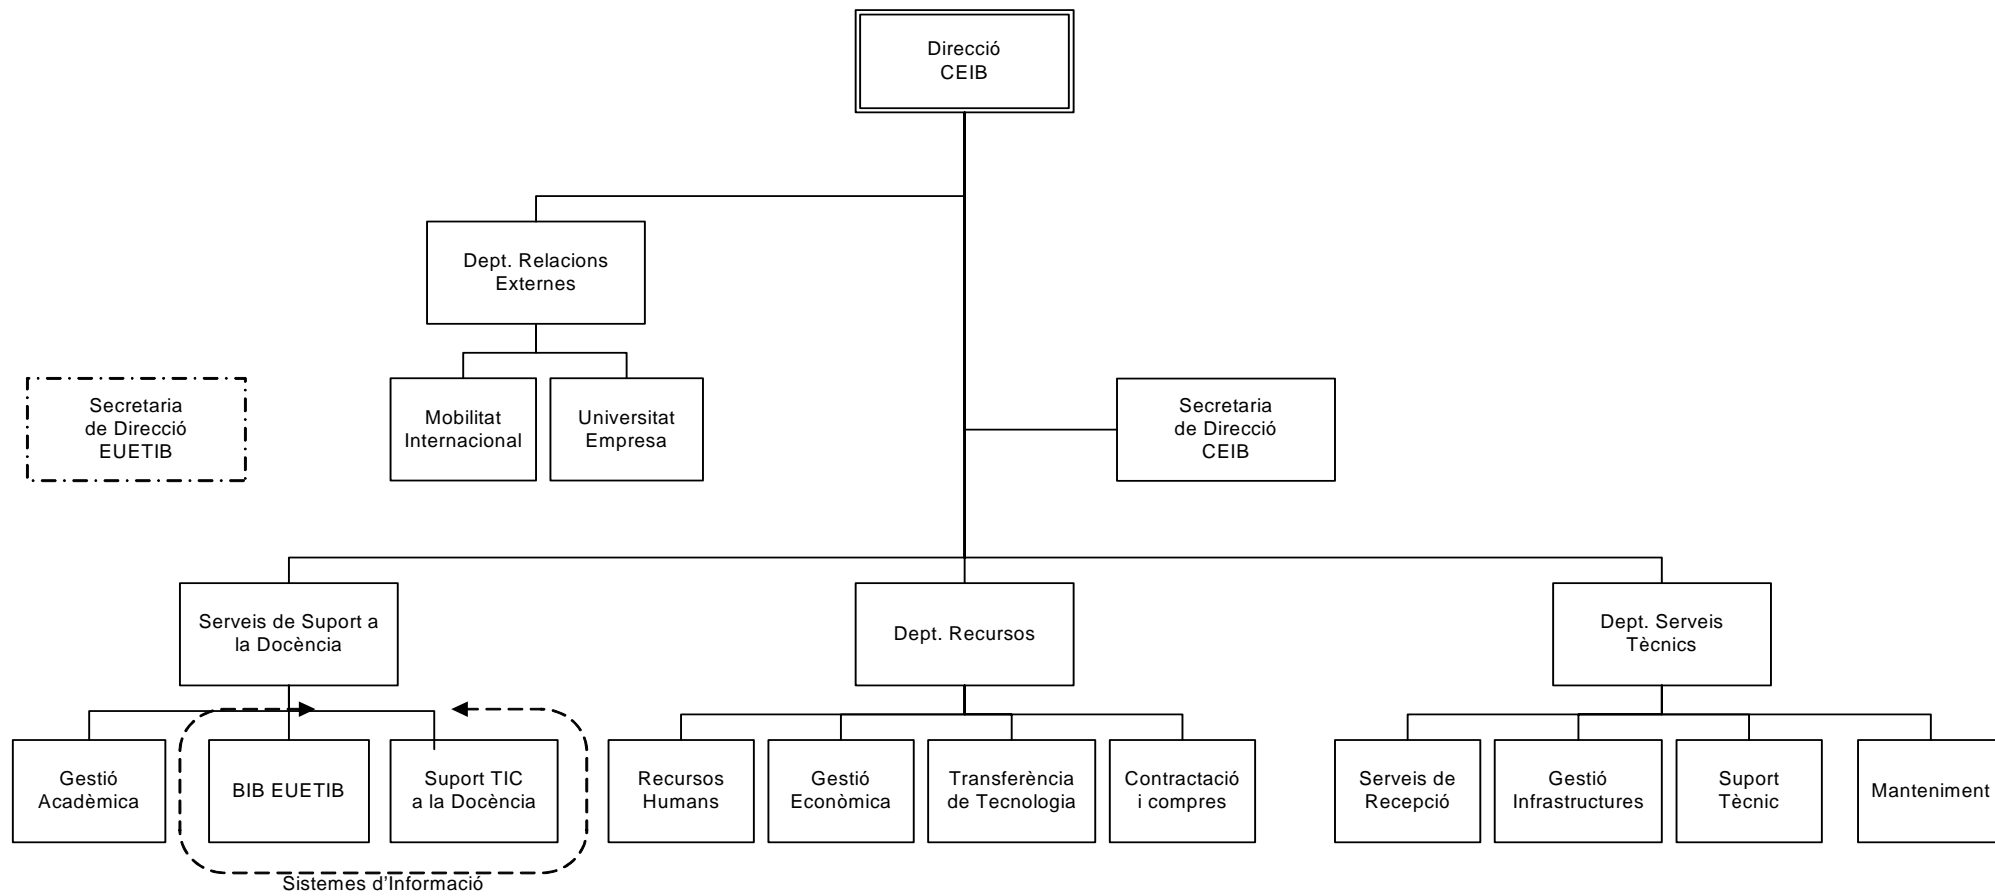 Direcció
CEIB
Dept. Relacions
Externes
Mobilitat
Internacional
Universitat
Empresa
Secretaria
de Direcció
EUETIB
Secretaria
de Direcció
CEIB
Serveis de Suport a
la Docència
Dept. Recursos
Dept. Serveis
Tècnics
Gestió
Acadèmica
BIB EUETIB
Suport TIC
a la Docència
Recursos
Humans
Gestió
Econòmica
Transferència
de Tecnologia
Contractació
i compres
Serveis de
Recepció
Gestió
Infrastructures
Suport
Tècnic
Manteniment
Sistemes d'Informació